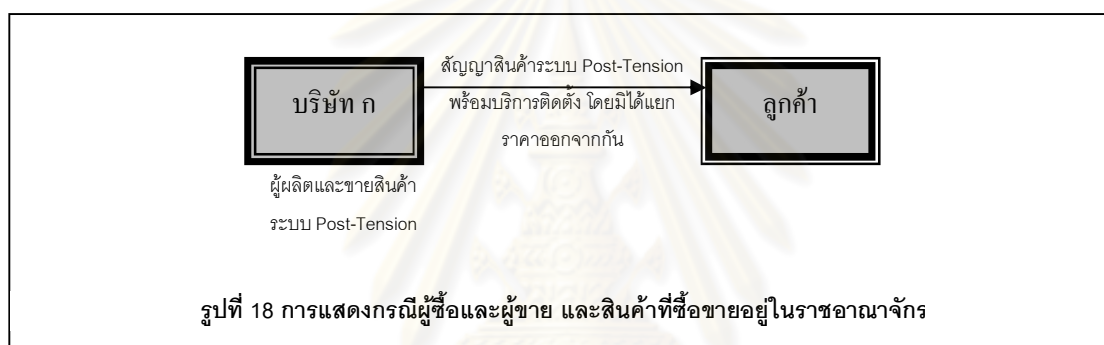 สัญญาสินค้าระบบ Post-Tension
บริษัท ก
พร้อมบริการติดตั้ง โดยมิได้แยก
ลูกค้า
ราคาออกจากกัน
ผู้ผลิตและขายสินค้า
ระบบ Post-Tension
รูปที่ 18 การแสดงกรณีผู้ซื้อและผู้ขาย และสินค้าที่ซื้อขายอยู่ในราชอาณาจักร